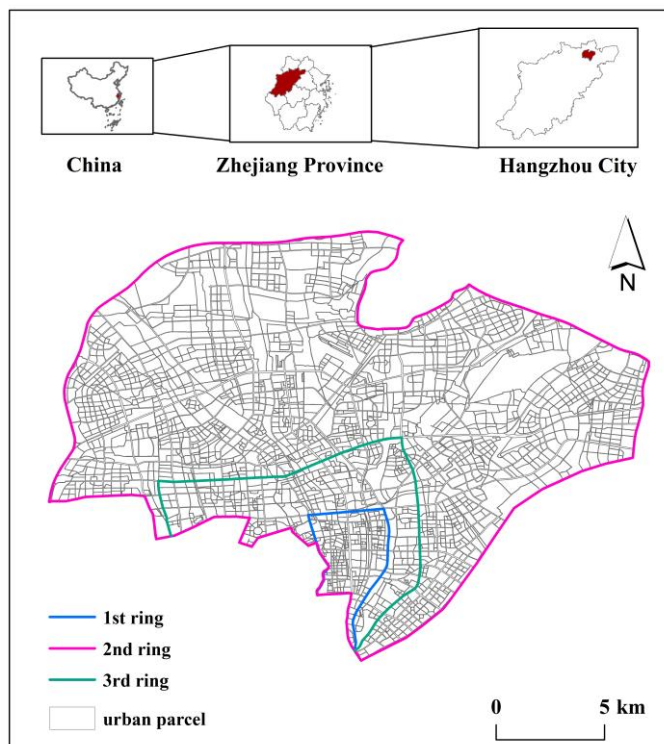 China
Zhejiang Province
Hangzhou City
N
1st ring
2nd ring
3rd ring
urban parcel
0 5 km